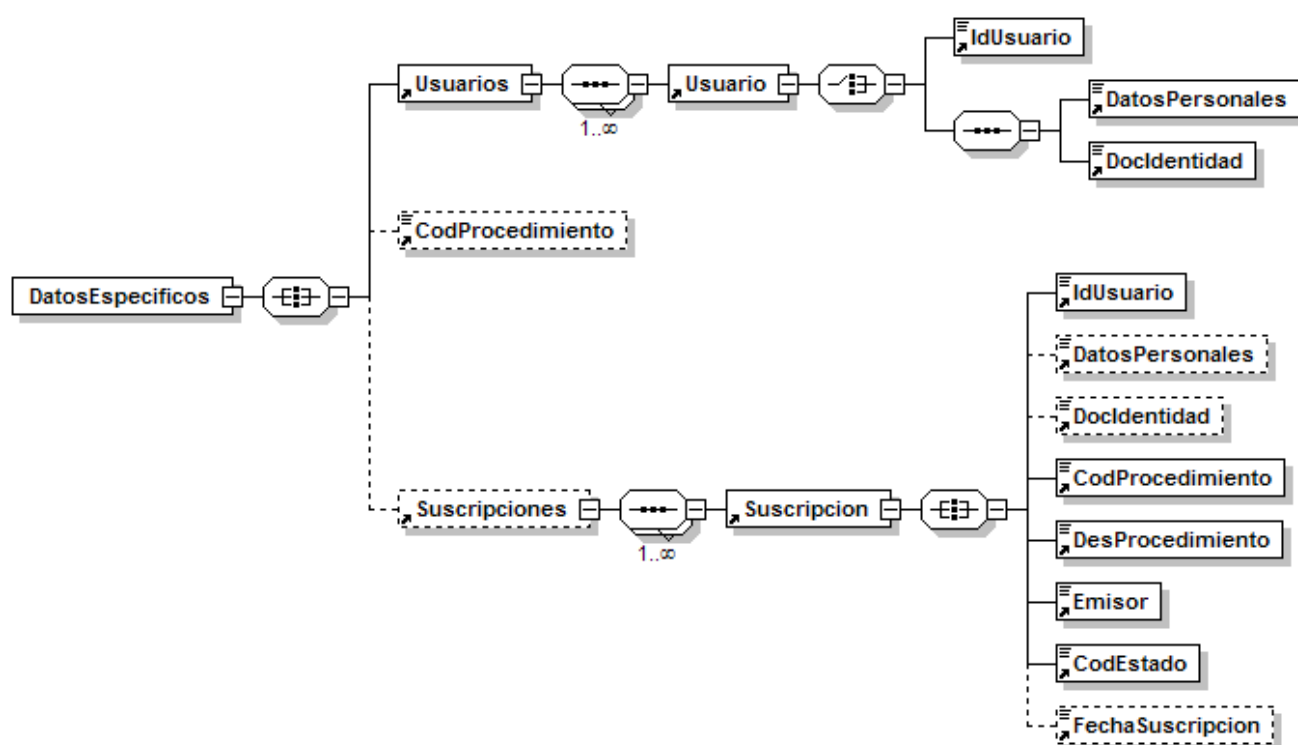 IdUsuario
Usuarios
Usuario
1..∞
DatosPersonales
DocIdentidad
CodProcedimiento
DatosEspecificos
IdUsuario
DatosPersonales
DocIdentidad
CodProcedimiento
Suscripciones
Suscripcion
1..∞
DesProcedimiento
Emisor
CodEstado
FechaSuscripcion